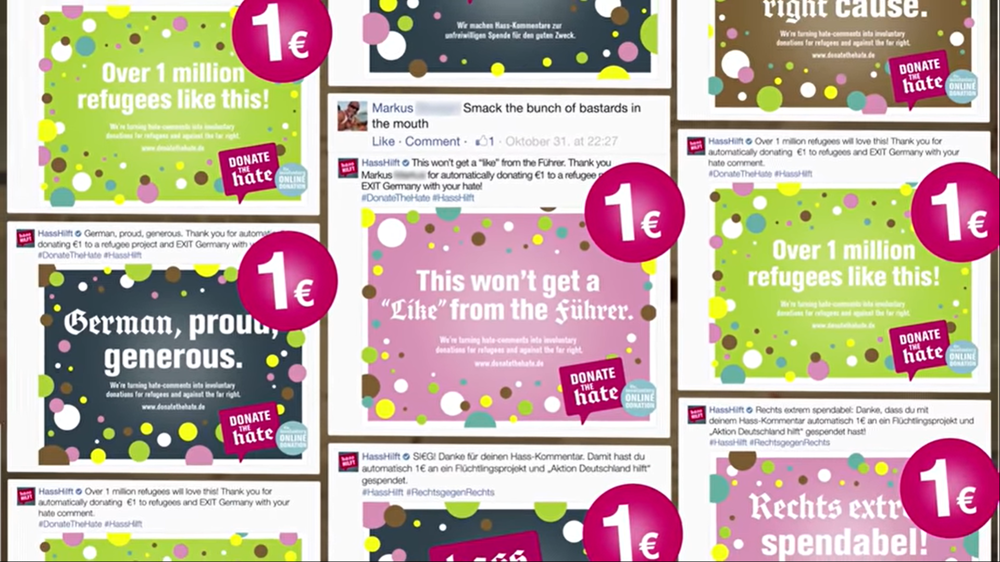 1€
Over 1 million
refugees like this!
We're turning hate-comments into involuntary
donations for refugees and against the far right.
www.donatethehate.de
DONATE
THE
hate
ONLINE
DONATION
HassHilft German, proud, generous. Thank you for
donating €1 to a refugee project and EXIT Germany with
#DonateTheHate #HassHilft
1€
German, proud,
generous.
We're turning hate-comments into involuntary
donations for refugees and against the far right.
www.donatethehate.de
DONATE
THE
hate
ONLINE
DONATION
HassHilft Over 1 million refugees will love this! Thank you for
automatically donating €1 to refugees and EXIT Germany with your
hate comment.
#DonateTheHate #HassHilft
Wir machen Hass-Kommentare zur
unfreiwilligen Spende für den guten Zweck.
Markus Smack the bunch of bastards in
the mouth
Like · Comment · 1 · Oktober 31. at 22:27
HassHilft This won't get a “like” from the Führer. Thank you
Markus for automatically donating €1 to a refugee
EXIT Germany with your hate!
#DonateTheHate #HassHilft
1€
This won't get a
“Like” from the Führer.
We're turning hate-comments into involuntary
donations for refugees and against the far right.
www.donatethehate.de
DONATE
THE
hate
ONLINE
DONATION
HassHilft SI€G! Danke für deinen Hass-Kommentar. Damit hast du
automatisch 1€ an ein Flüchtlingsprojekt und „Aktion Deutschland hilft“
gespendet.
#HassHilft #RechtsgegenRechts
1€
right cause.
We're turning hate-comments into involuntary
donations for refugees and against the far right.
www.donatethehate.de
DONATE
THE
hate
ONLINE
DONATION
HassHilft Over 1 million refugees will love this! Thank you for
automatically donating €1 to refugees and EXIT Germany with your
hate comment.
#DonateTheHate #HassHilft
1€
Over 1 million
refugees like this!
We're turning hate-comments into involuntary
donations for refugees and against the far right.
www.donatethehate.de
DONATE
THE
hate
ONLINE
DONATION
HassHilft Rechts extrem spendabel: Danke, dass du mit
deinem Hass-Kommentar automatisch 1€ an ein Flüchtlingsprojekt und
„Aktion Deutschland hilft“ gespendet hast!
#HassHilft #RechtsgegenRechts
1€
Rechts
spendabel!